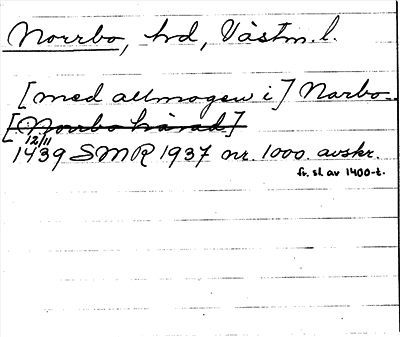 Norrbo, hd, Västm. l.
[med allmogen i] Narbo-
[Norrbo härad]
12/11
1439 SMR 1937 nr. 1000. avskr.
fr. sl. av 1400-t.